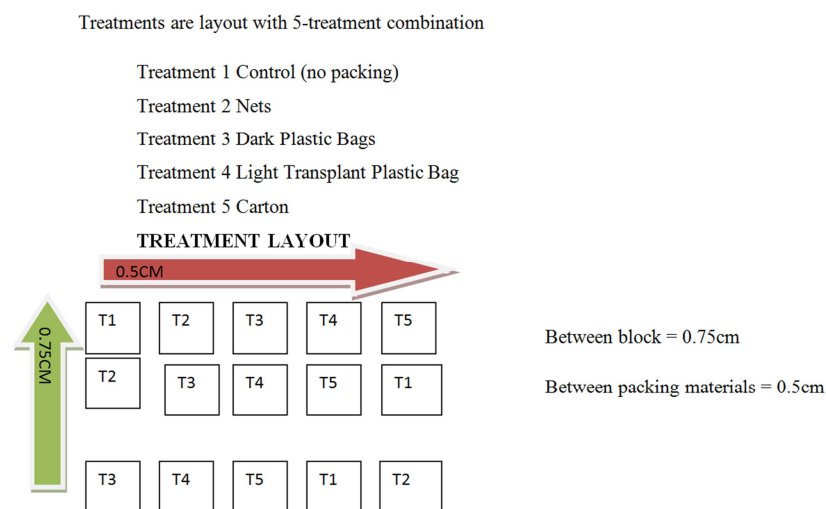 Treatments are layout with 5-treatment combination
Treatment 1 Control (no packing)
Treatment 2 Nets
Treatment 3 Dark Plastic Bags
Treatment 4 Light Transplant Plastic Bag
Treatment 5 Carton
TREATMENT LAYOUT
0.5CM
0.75CM
T1 T2 T3 T4 T5
Between block = 0.75cm
T2 T3 T4 T5 T1
Between packing materials = 0.5cm
T3 T4 T5 T1 T2